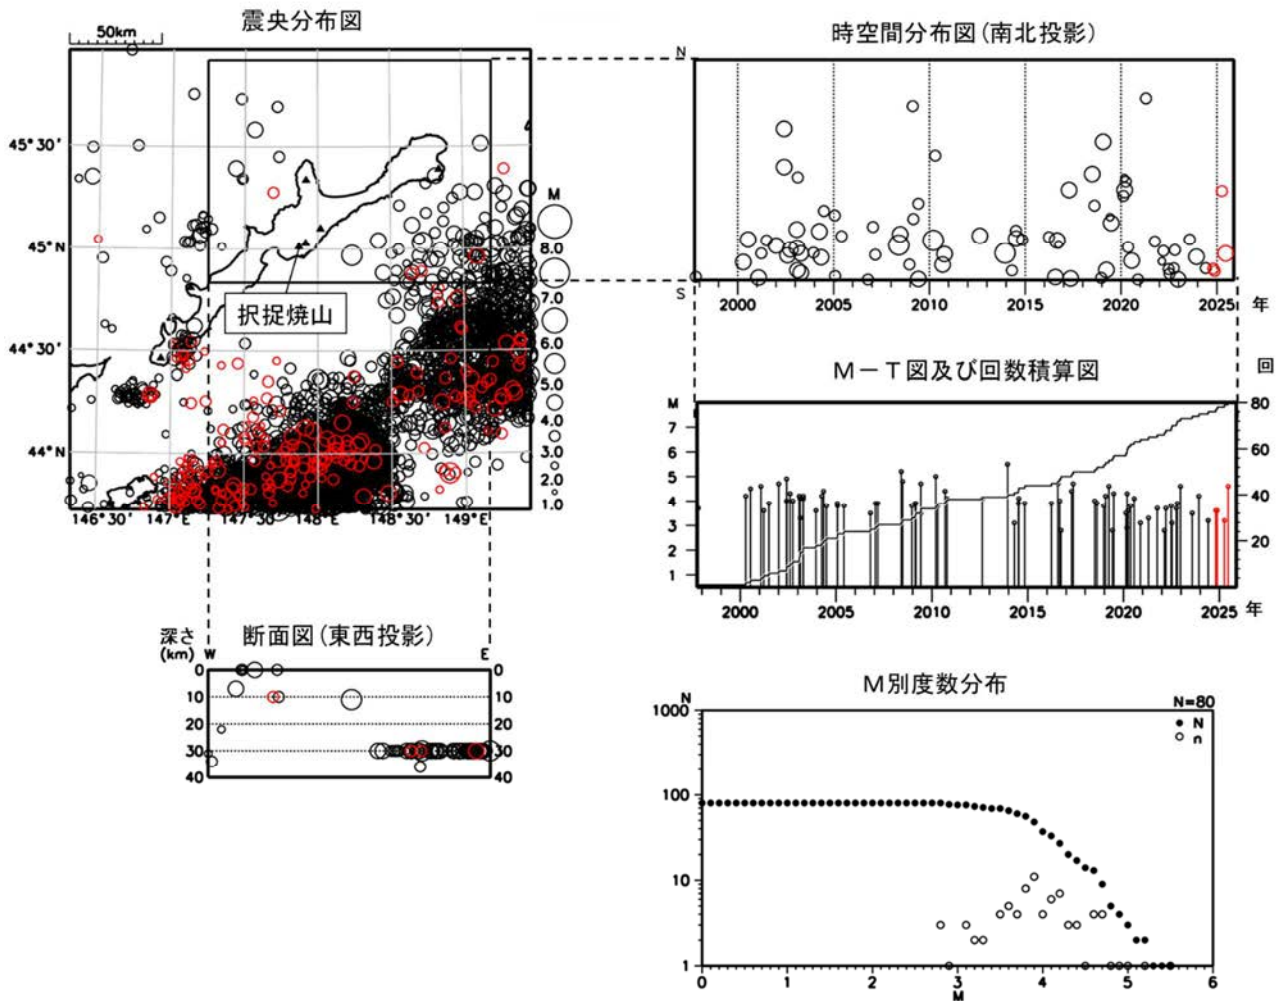 震央分布図
50km
45°30′
45°N
44°30′
44°N
146°30′
147°E
147°30′
148°E
148°30′
149°E
択捉焼山
M
8.0
7.0
6.0
5.0
4.0
3.0
2.0
1.0
時空間分布図(南北投影)
N
S
2000 2005 2010 2015 2020 2025 年
M-T図及び回数積算図
M
7
6
5
4
3
2
1
回
80
60
40
20
2000 2005 2010 2015 2020 2025 年
断面図(東西投影)
深さ
(km)
W
E
0 0
10 10
20 20
30 30
40 40
M別度数分布
N
N=80
● N
○ n
1000
100
10
1
0 1 2 3 4 5 6
M